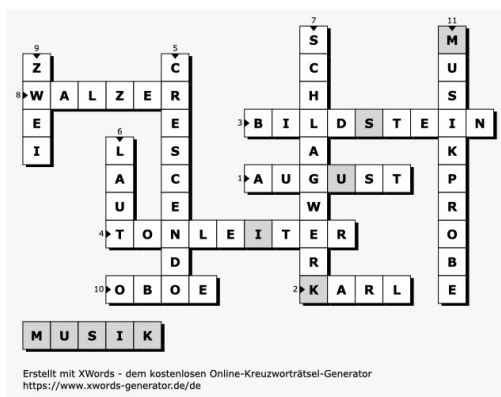 7 11
9 5 S M
Z C C U
8 W A L Z E R H S
E E 3 B I L D S T E I N
6
I L S A K
A C 1 A U G U S T P
U E W R
4 T O N L E I T E R O
D R B
10 O B O E 2 K A R L E
M U S I K
Erstellt mit XWords - dem kostenlosen Online-Kreuzworträtsel-Generator
https://www.xwords-generator.de/de